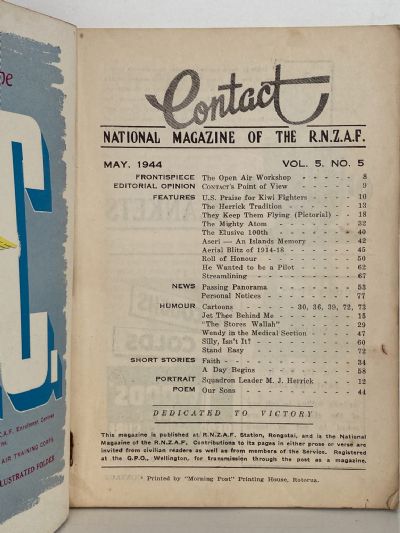 be
C.
.C.A.F. Enrolment Centres
AIR TRAINING CORPS
ILLUSTRATED FOLDER
Contact
NATIONAL MAGAZINE OF THE R.N.Z.A.F.
MAY, 1944 VOL. 5. NO. 5
FRONTISPIECE The Open Air Workshop - - - - - 8
EDITORIAL OPINION CONTACT'S Point of View - - - - - 9
FEATURES U.S. Praise for Kiwi Fighters - - - - 10
The Herrick Tradition - - - - - - 13
They Keep Them Flying (Pictorial) - - 18
The Mighty Atom - - - - - - 32
The Elusive 100th - - - - - - 40
Aseri — An Islands Memory - - - - 42
Aerial Blitz of 1914-18 - - - - - 45
Roll of Honour - - - - - - 50
He Wanted to be a Pilot - - - - - 62
Streamlining - - - - - - - 67
NEWS Passing Panorama - - - - - - 53
Personal Notices - - - - - - 77
HUMOUR Cartoons - - - - 30, 36, 39, 72, 73
Jet Thee Behind Me - - - - - - 15
"The Stores Wallah" - - - - - 29
Wendy in the Medical Section - - - - 47
Silly, Isn't It? - - - - - - 60
Stand Easy - - - - - - - 72
SHORT STORIES Faith - - - - - - - - 34
A Day Begins - - - - - - - 58
PORTRAIT Squadron Leader M. J. Herrick - - - 12
POEM Our Sons - - - - - - - - 44
DEDICATED TO VICTORY
This magazine is published at R.N.Z.A.F. Station, Rongotai, and is the National
Magazine of the R.N.Z.A.F. Contributions to its pages in either prose or verse are
invited from civilian readers as well as from members of the Service. Registered
at the G.P.O., Wellington, for transmission through the post as a magazine.
Printed by "Morning Post" Printing House, Rotorua.